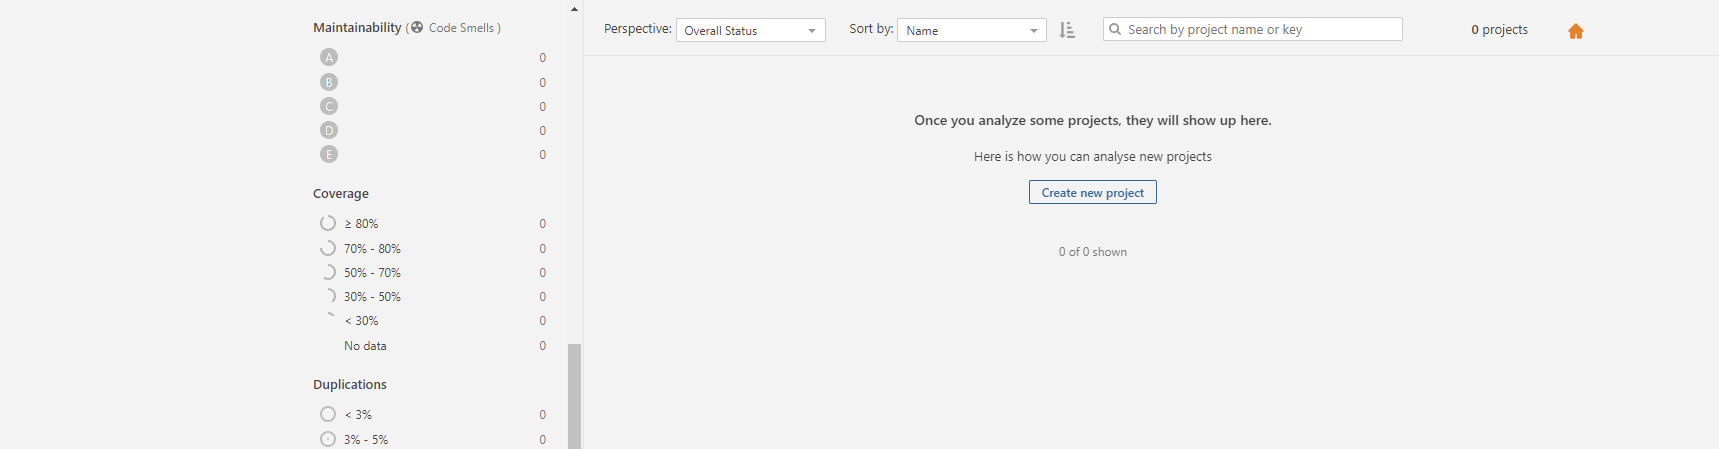 Maintainability ( Code Smells )
A 0
B 0
C 0
D 0
E 0
Coverage
≥ 80% 0
70% - 80% 0
50% - 70% 0
30% - 50% 0
< 30% 0
No data 0
Duplications
< 3% 0
3% - 5% 0
Perspective: Overall Status Sort by: Name Search by project name or key 0 projects
Once you analyze some projects, they will show up here.
Here is how you can analyse new projects
Create new project
0 of 0 shown